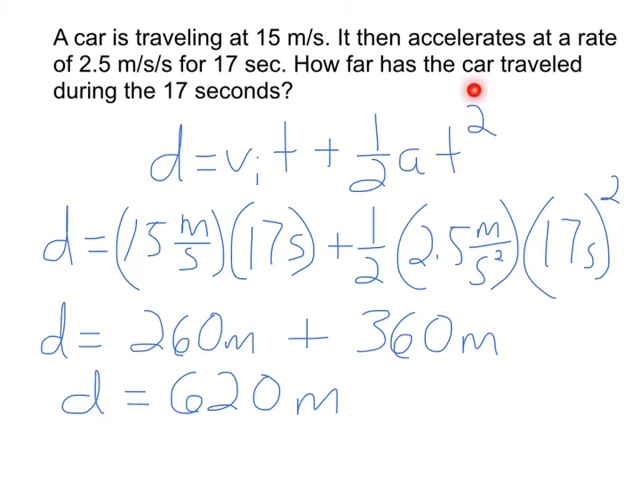 A car is traveling at 15 m/s. It then accelerates at a rate
of 2.5 m/s/s for 17 sec. How far has the car traveled
during the 17 seconds?
d = vᵢt + 1/2 at²
d = (15 m/s)(17s) + 1/2 (2.5 m/s²)(17s)²
d = 260m + 360m
d = 620m